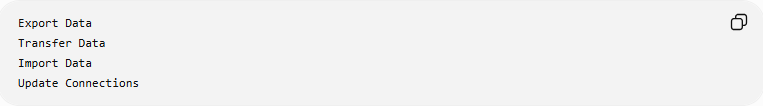 Export Data
Transfer Data
Import Data
Update Connections